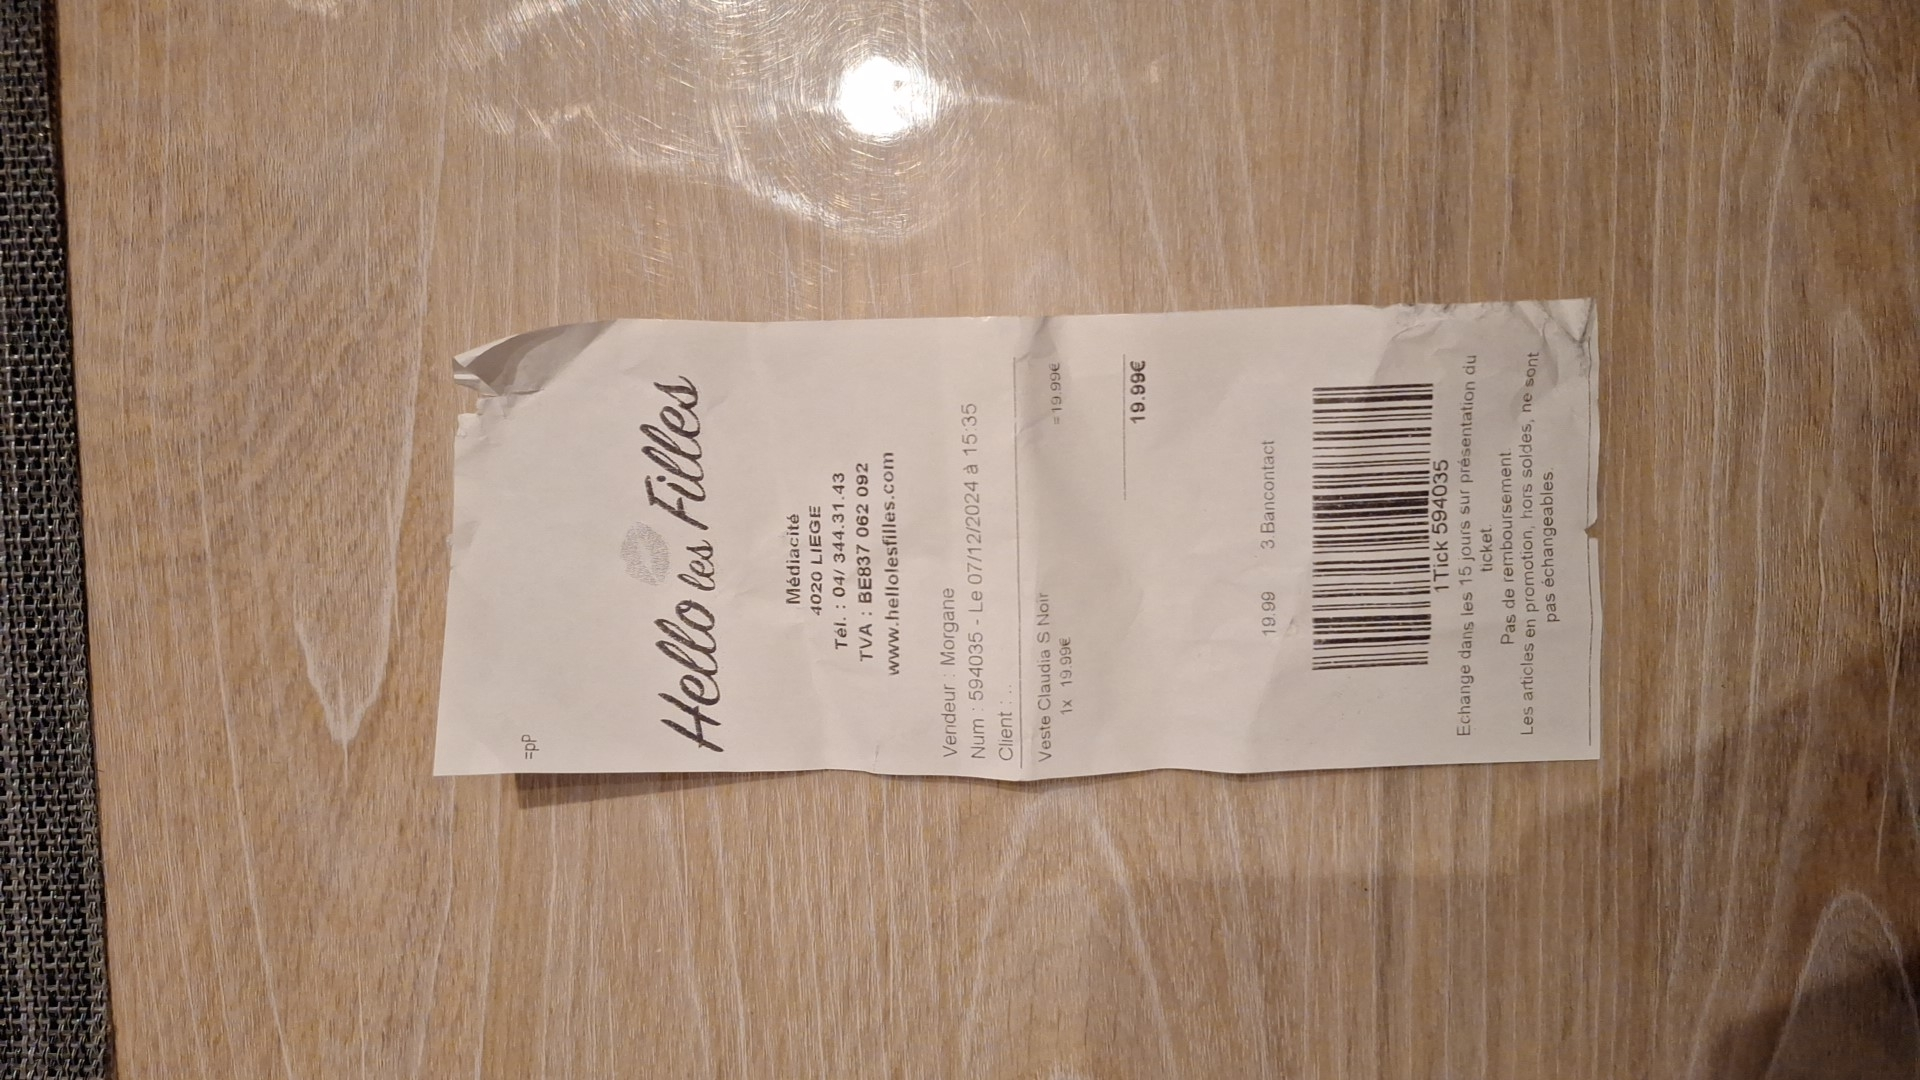 =pP
Hello les Filles
Médiacité
4020 LIEGE
Tél. : 04/ 344.31.43
TVA : BE837 062 092
www.hellolesfilles.com
Vendeur : Morgane
Num : 594035 - Le 07/12/2024 à 15:35
Client : ..
Veste Claudia S Noir
1x 19.99€ =19.99€
19.99€
19.99 3.Bancontact
1Tick 594035
Echange dans les 15 jours sur présentation du
ticket.
Pas de remboursement.
Les articles en promotion, hors soldes, ne sont
pas échangeables.